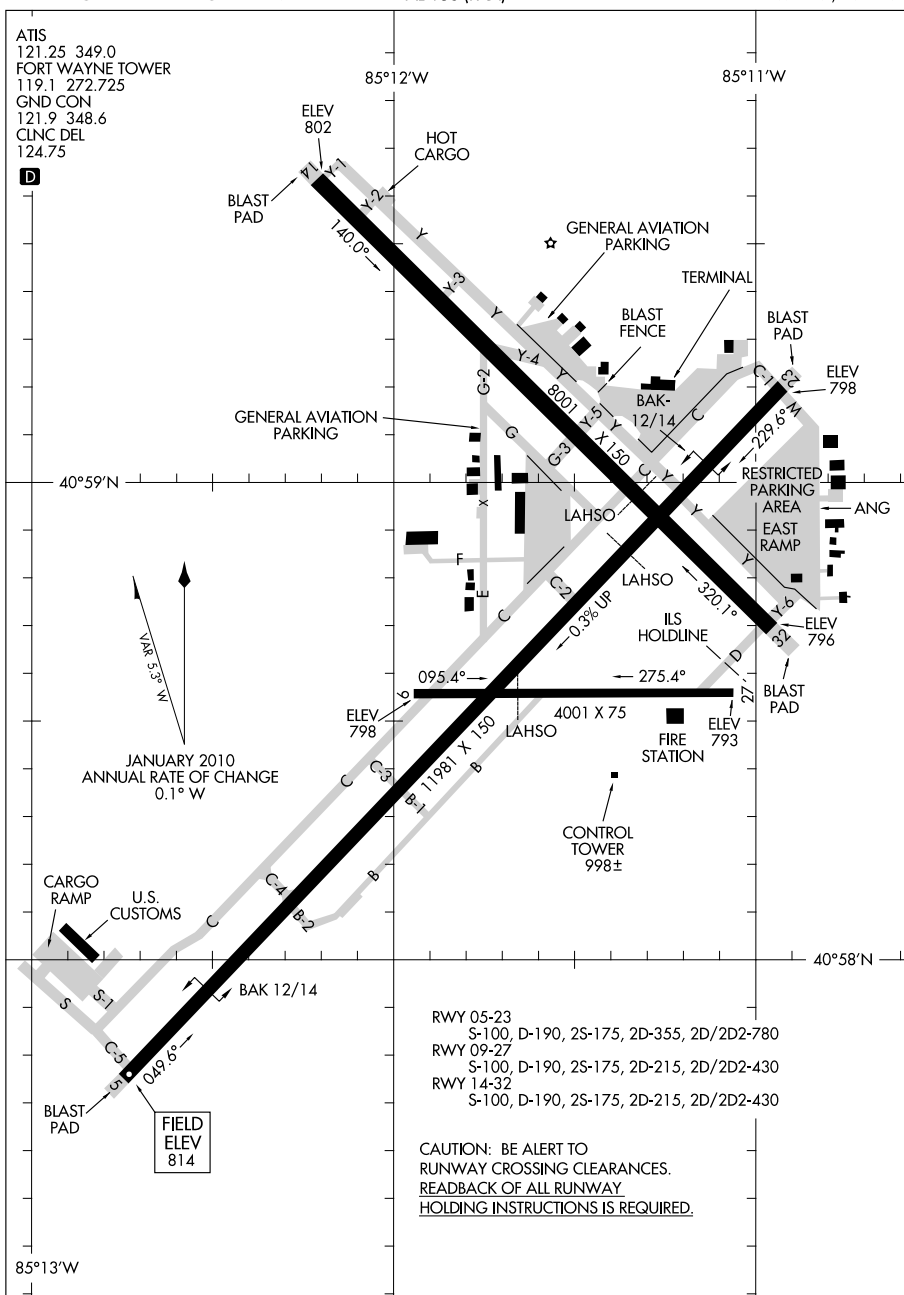 ATIS
121.25 349.0
FORT WAYNE TOWER
119.1 272.725
GND CON
121.9 348.6
CLNC DEL
124.75
D
85°12'W
85°11'W
ELEV
802
HOT
CARGO
14
Y-1
Y-2
BLAST
PAD
140.0°
Y
GENERAL AVIATION
PARKING
Y-3
Y
TERMINAL
BLAST
FENCE
BLAST
PAD
Y-4
Y
C-1
23
ELEV
798
G-2
8001 X 150
BAK-
12/14
C
W
GENERAL AVIATION
PARKING
Y-5
Y
229.6°
G
G-3
C
Y
40°59'N
RESTRICTED
PARKING
AREA
ANG
X
LAHSO
Y
EAST
RAMP
F
LAHSO
Y
E
C-2
0.3% UP
320.1°
Y-6
C
ILS
HOLDLINE
ELEV
796
VAR 5.3° W
D
32
095.4°
275.4°
9
27
BLAST
PAD
ELEV
798
4001 X 75
ELEV
793
LAHSO
FIRE
STATION
JANUARY 2010
ANNUAL RATE OF CHANGE
0.1° W
11981 X 150
C
C-3
B
B-1
CONTROL
TOWER
998±
C-4
B
CARGO
RAMP
U.S.
CUSTOMS
C
B-2
40°58'N
S
S-1
BAK 12/14
C-5
049.6°
5
BLAST
PAD
FIELD
ELEV
814
RWY 05-23
S-100, D-190, 2S-175, 2D-355, 2D/2D2-780
RWY 09-27
S-100, D-190, 2S-175, 2D-215, 2D/2D2-430
RWY 14-32
S-100, D-190, 2S-175, 2D-215, 2D/2D2-430
CAUTION: BE ALERT TO
RUNWAY CROSSING CLEARANCES.
READBACK OF ALL RUNWAY
HOLDING INSTRUCTIONS IS REQUIRED.
85°13'W